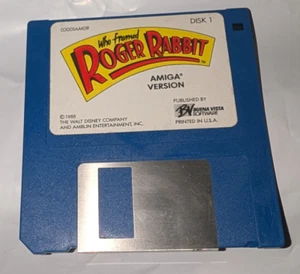 DISK 1
Who Framed
ROGER RABBIT
AMIGA®
VERSION
© 1988
THE WALT DISNEY COMPANY
AND AMBLIN ENTERTAINMENT, INC.
PUBLISHED BY
BV BUENA VISTA
SOFTWARE
PRINTED IN U.S.A.